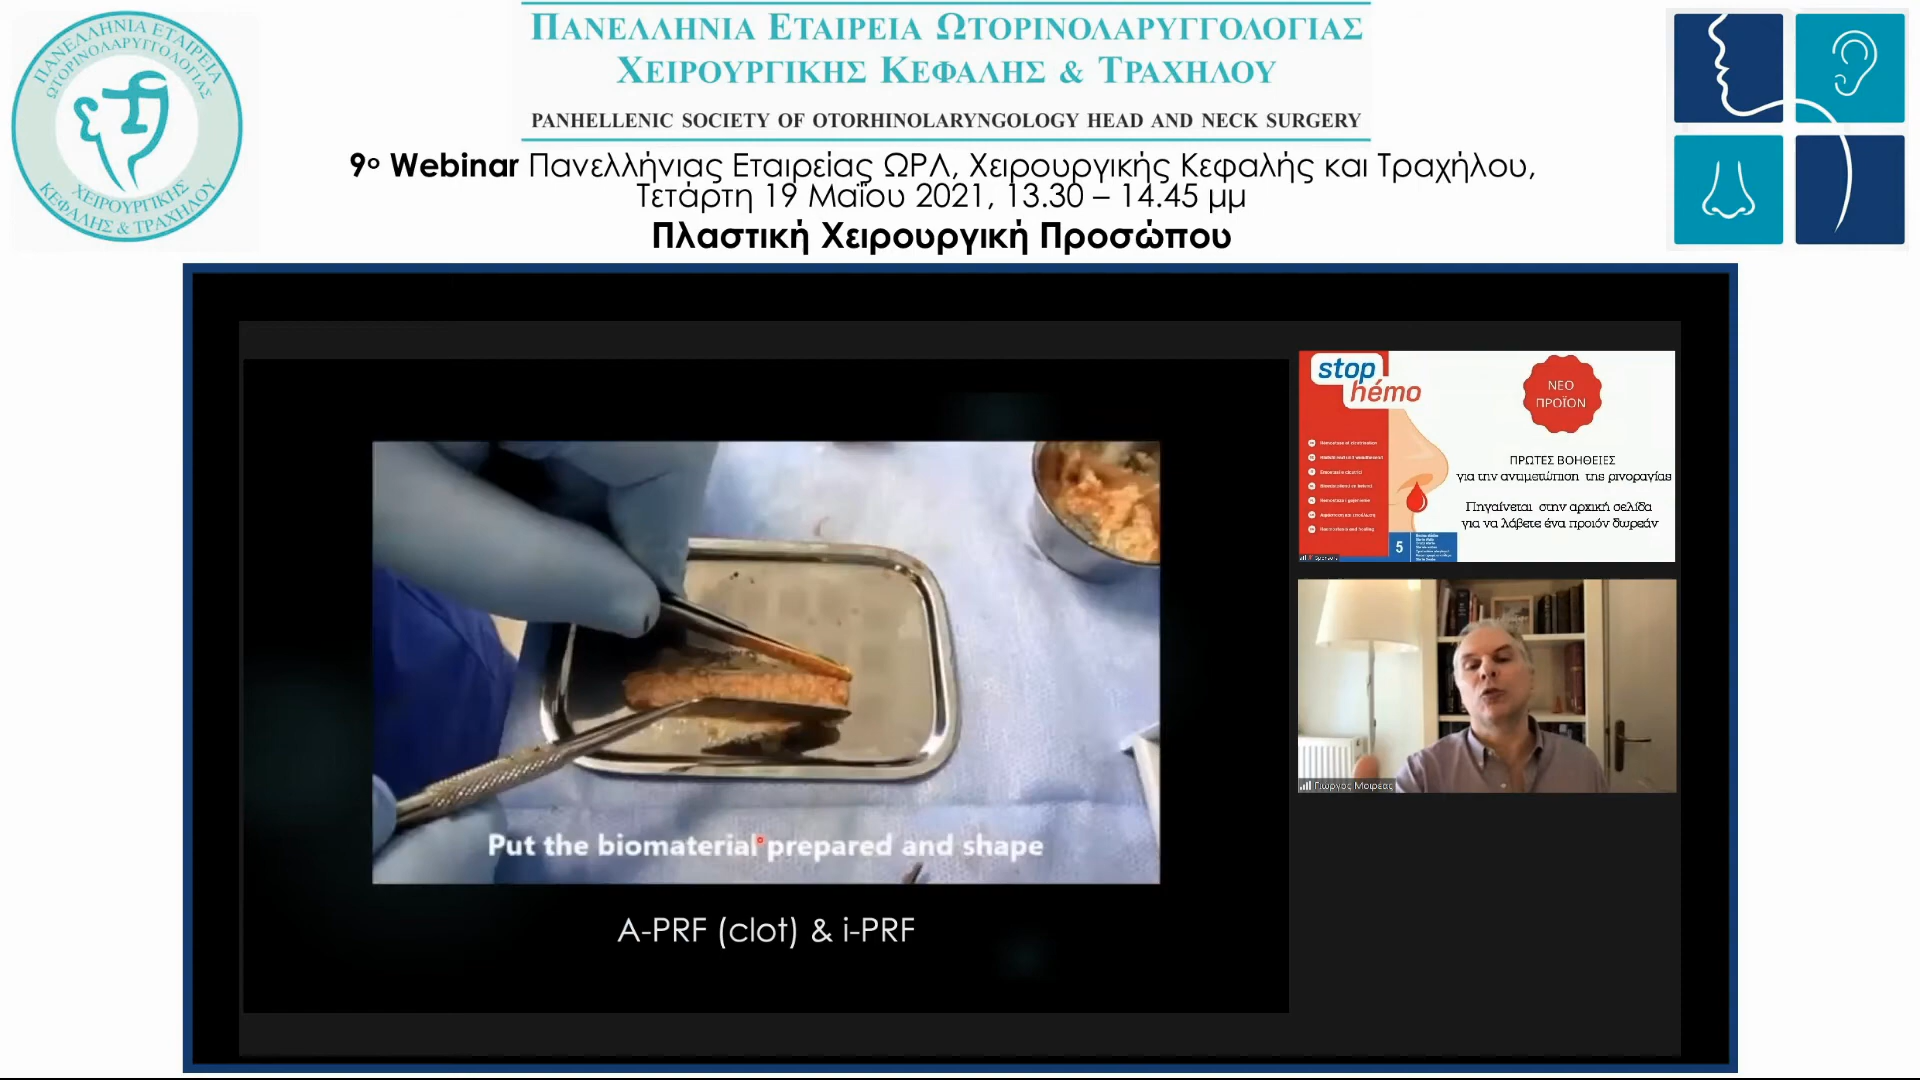 ΠΑΝΕΛΛΗΝΙΑ ΕΤΑΙΡΕΙΑ
ΩΤΟΡΙΝΟΛΑΡΥΓΓΟΛΟΓΙΑΣ
ΧΕΙΡΟΥΡΓΙΚΗΣ
ΚΕΦΑΛΗΣ & ΤΡΑΧΗΛΟΥ
ΠΑΝΕΛΛΗΝΙΑ ΕΤΑΙΡΕΙΑ ΩΤΟΡΙΝΟΛΑΡΥΓΓΟΛΟΓΙΑΣ
ΧΕΙΡΟΥΡΓΙΚΗΣ ΚΕΦΑΛΗΣ & ΤΡΑΧΗΛΟΥ
PANHELLENIC SOCIETY OF OTORHINOLARYNGOLOGY HEAD AND NECK SURGERY
9ο Webinar Πανελλήνιας Εταιρείας ΩΡΛ, Χειρουργικής Κεφαλής και Τραχήλου,
Τετάρτη 19 Μαΐου 2021, 13.30 – 14.45 μμ
Πλαστική Χειρουργική Προσώπου
Put the biomaterial prepared and shape
A-PRF (clot) & i-PRF
stop
hémo
ΝΕΟ
ΠΡΟΪΟΝ
ΠΡΩΤΕΣ ΒΟΗΘΕΙΕΣ
για την αντιμετώπιση της ρινοραγίας
Πηγαίνεται στην αρχική σελίδα
για να λάβετε ένα προιόν δωρεάν
5
Γιώργος Μοιρέας